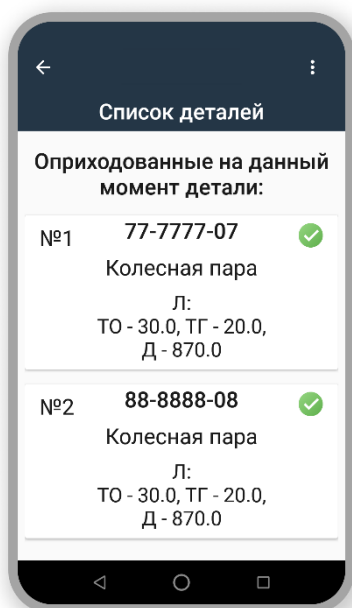 Список деталей
Оприходованные на данный
момент детали:
№1
77-7777-07
Колесная пара
Л:
ТО - 30.0, ТГ - 20.0,
Д - 870.0
№2
88-8888-08
Колесная пара
Л:
ТО - 30.0, ТГ - 20.0,
Д - 870.0